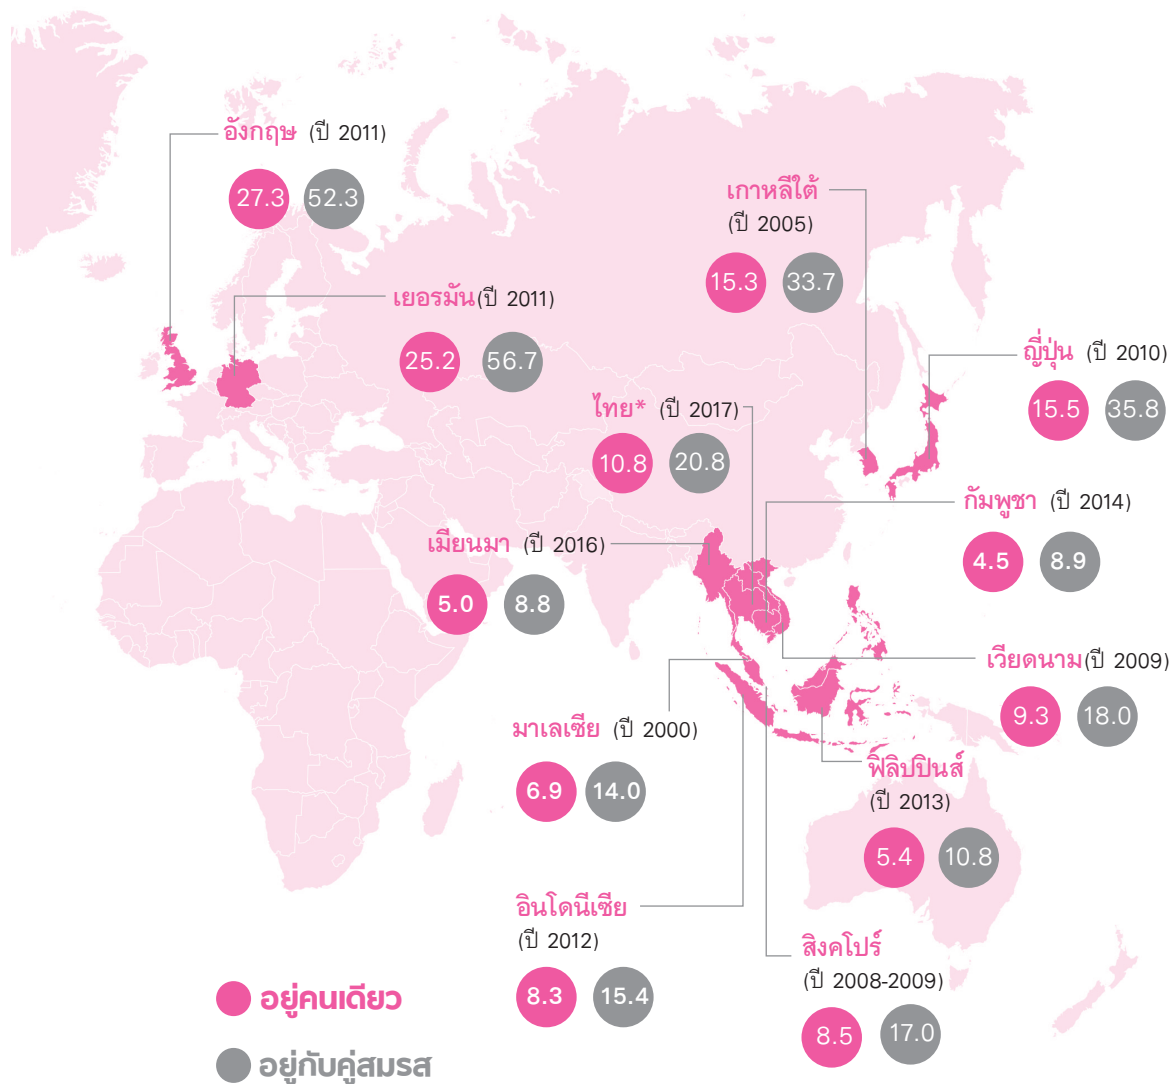 อังกฤษ (ปี 2011)
27.3 52.3
เกาหลีใต้
(ปี 2005)
15.3 33.7
เยอรมัน (ปี 2011)
25.2 56.7
ญี่ปุ่น (ปี 2010)
15.5 35.8
ไทย* (ปี 2017)
10.8 20.8
กัมพูชา (ปี 2014)
4.5 8.9
เมียนมา (ปี 2016)
5.0 8.8
เวียดนาม (ปี 2009)
9.3 18.0
มาเลเซีย (ปี 2000)
6.9 14.0
ฟิลิปปินส์
(ปี 2013)
5.4 10.8
อินโดนีเซีย
(ปี 2012)
8.3 15.4
สิงคโปร์
(ปี 2008-2009)
8.5 17.0
อยู่คนเดียว
อยู่กับคู่สมรส